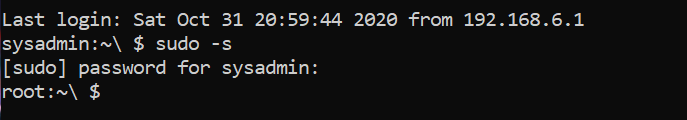 Last login: Sat Oct 31 20:59:44 2020 from 192.168.6.1
sysadmin:~\ $ sudo -s
[sudo] password for sysadmin:
root:~\ $